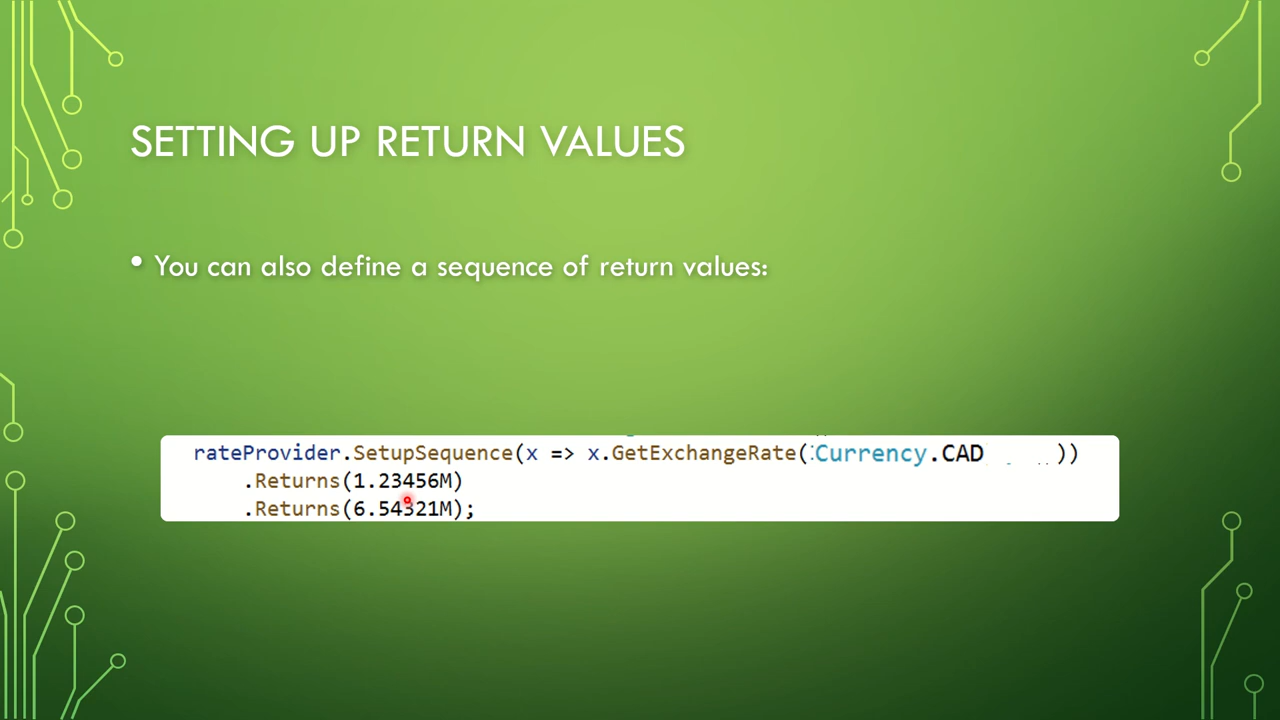 SETTING UP RETURN VALUES
• You can also define a sequence of return values:
rateProvider.SetupSequence(x => x.GetExchangeRate(Currency.CAD))
.Returns(1.23456M)
.Returns(6.54321M);